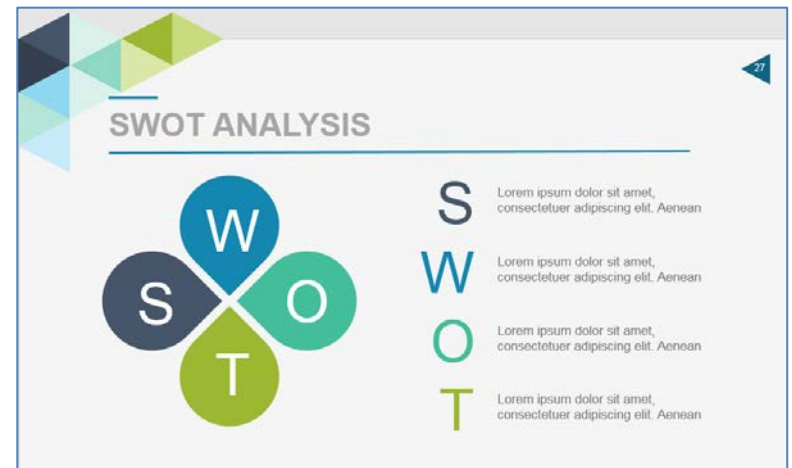 27
SWOT ANALYSIS
W
S
O
T
S
Lorem ipsum dolor sit amet,
consectetuer adipiscing elit. Aenean
W
Lorem ipsum dolor sit amet,
consectetuer adipiscing elit. Aenean
O
Lorem ipsum dolor sit amet,
consectetuer adipiscing elit. Aenean
T
Lorem ipsum dolor sit amet,
consectetuer adipiscing elit. Aenean